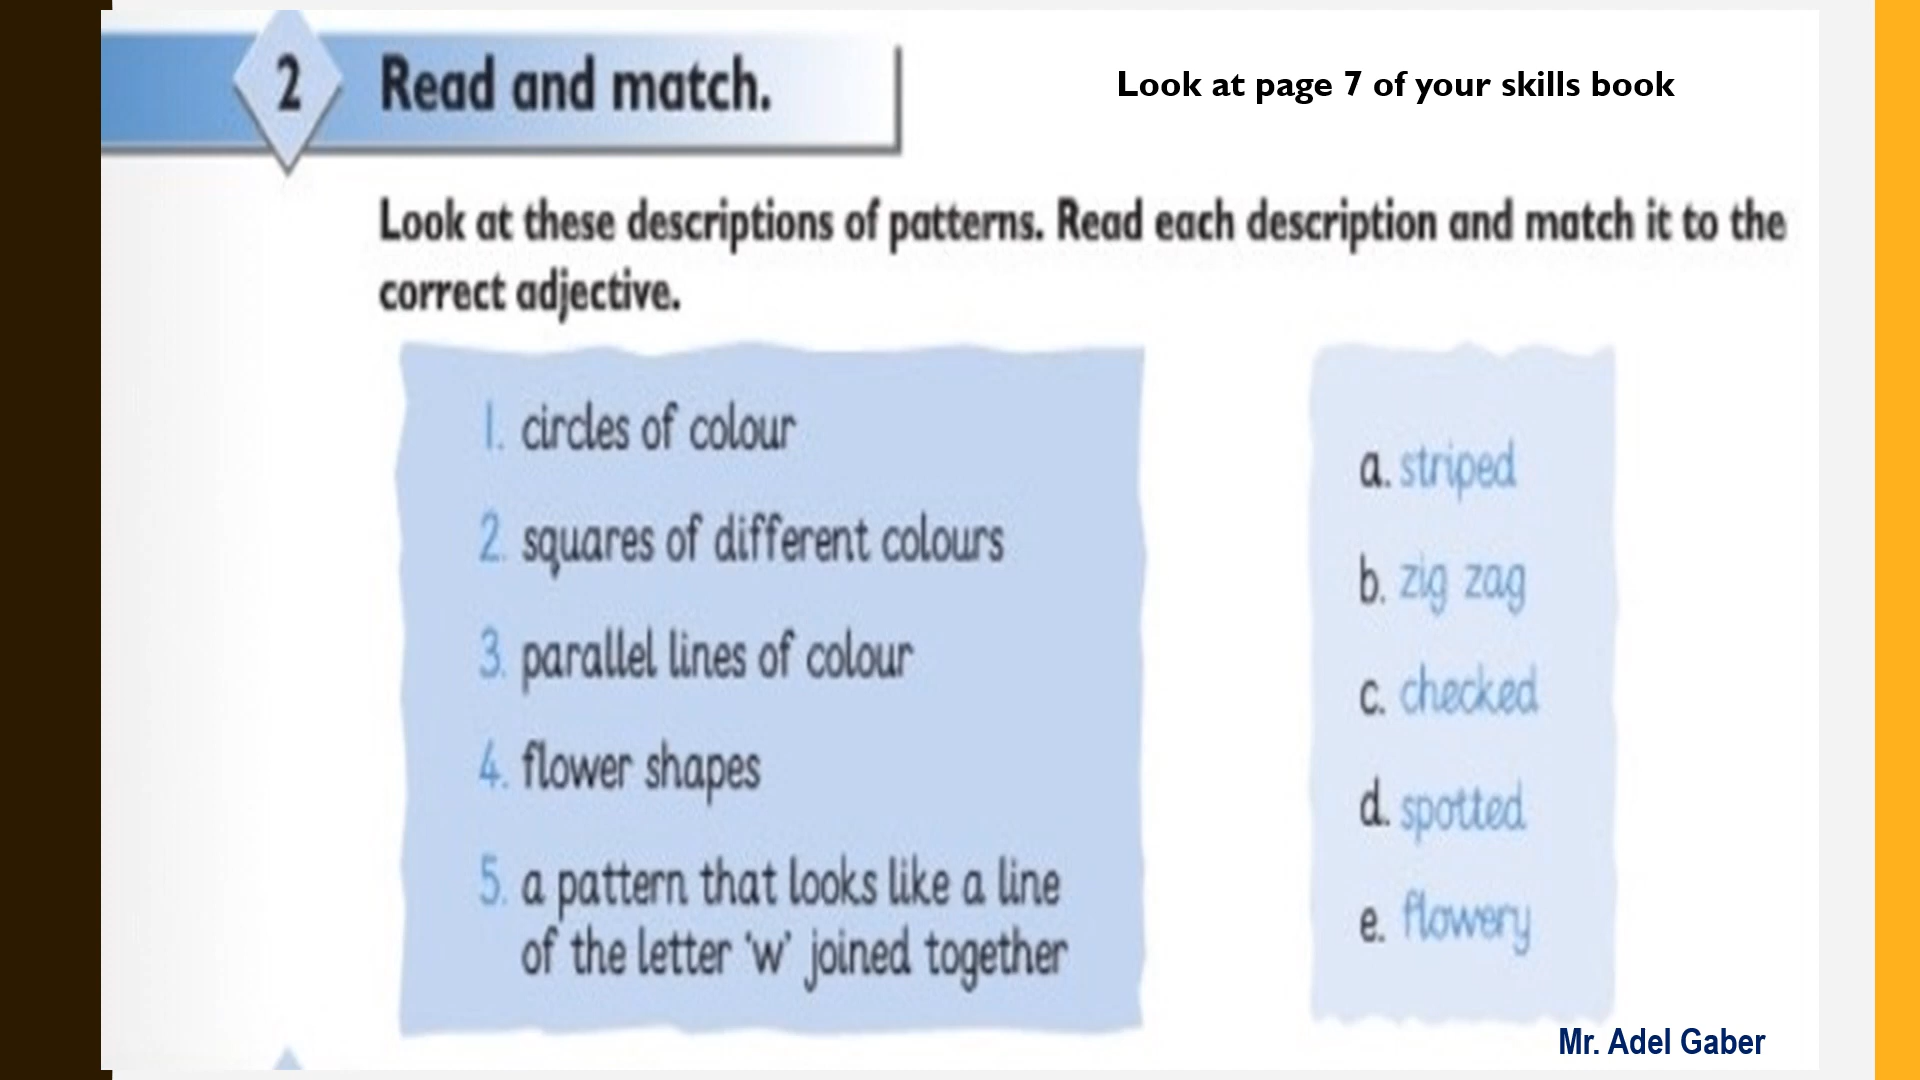 2 Read and match.
Look at page 7 of your skills book
Look at these descriptions of patterns. Read each description and match it to the
correct adjective.
1. circles of colour
2. squares of different colours
3. parallel lines of colour
4. flower shapes
5. a pattern that looks like a line
of the letter 'w' joined together
a. striped
b. zig zag
c. checked
d. spotted
e. flowery
Mr. Adel Gaber